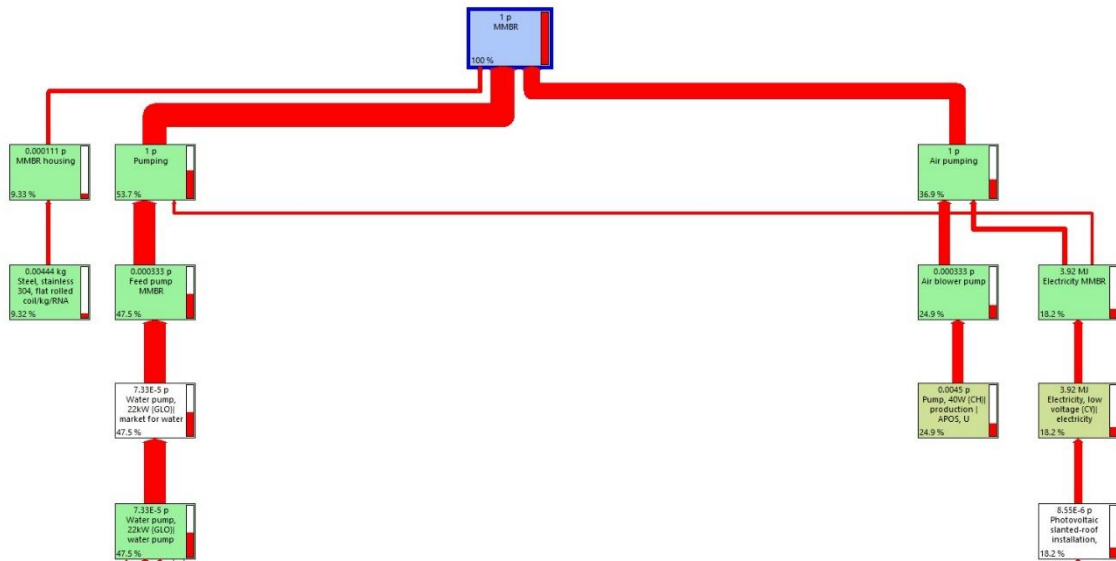 1 p
MMBR
100 %
0.000111 p
MMBR housing
9.33 %
1 p
Pumping
53.7 %
1 p
Air pumping
36.9 %
0.00444 kg
Steel, stainless
304, flat rolled
coil/kg/RNA
9.32 %
0.000333 p
Feed pump
MMBR
47.5 %
0.000333 p
Air blower pump
24.9 %
3.92 MJ
Electricity MMBR
18.2 %
7.33E-5 p
Water pump,
22kW {GLO}|
market for water
47.5 %
0.0045 p
Pump, 40W {CH}|
production |
APOS, U
24.9 %
3.92 MJ
Electricity, low
voltage {CY}|
electricity
18.2 %
7.33E-5 p
Water pump,
22kW {GLO}|
water pump
47.5 %
8.55E-6 p
Photovoltaic
slanted-roof
installation,
18.2 %